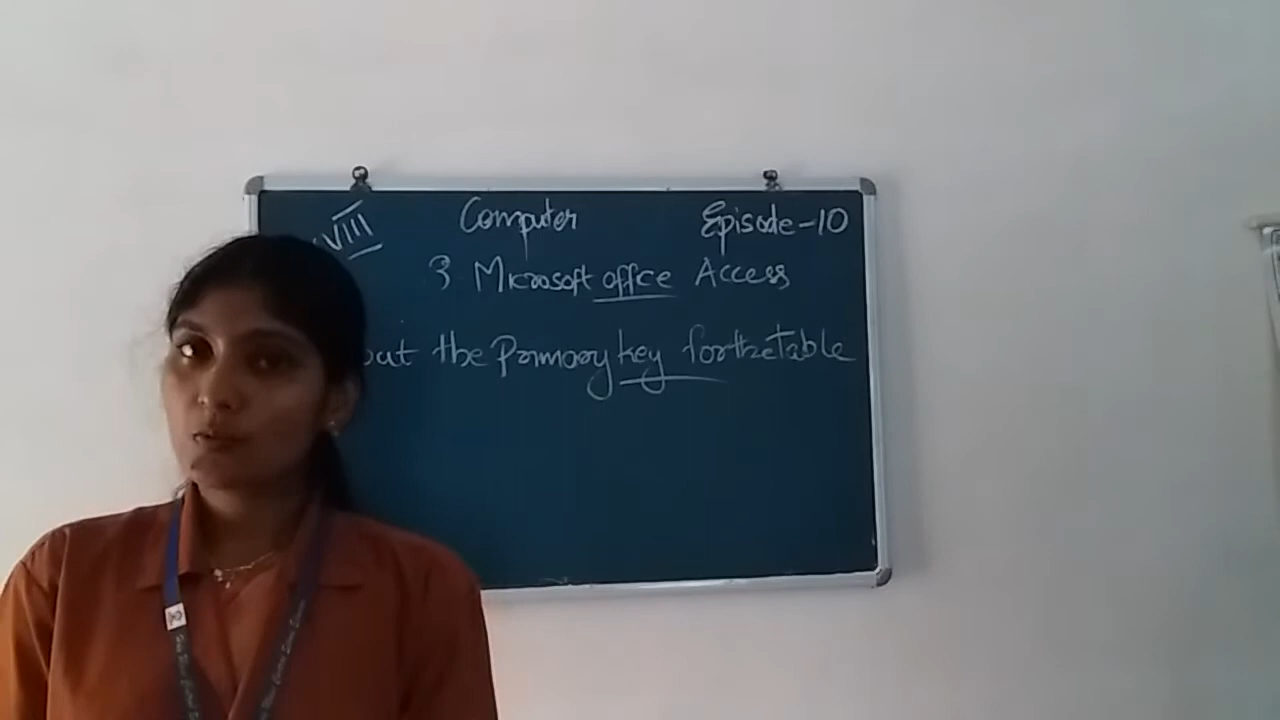 VIII Computer Episode-10
3 Microsoft office Access
out the Primary key for the Table